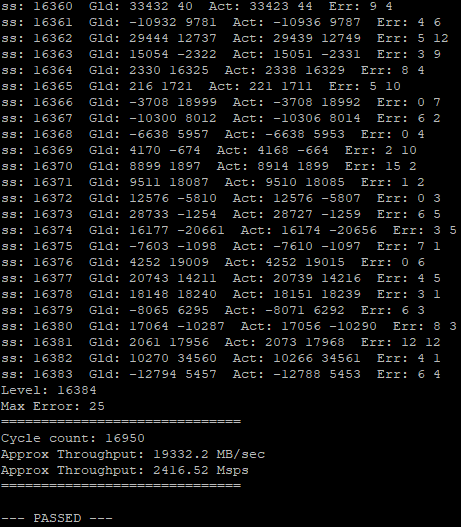 ss: 16360  Gld: 33432 40  Act: 33423 44  Err: 9 4
ss: 16361  Gld: -10932 9781  Act: -10936 9787  Err: 4 6
ss: 16362  Gld: 29444 12737  Act: 29439 12749  Err: 5 12
ss: 16363  Gld: 15054 -2322  Act: 15051 -2331  Err: 3 9
ss: 16364  Gld: 2330 16325  Act: 2338 16329  Err: 8 4
ss: 16365  Gld: 216 1721  Act: 221 1711  Err: 5 10
ss: 16366  Gld: -3708 18999  Act: -3708 18992  Err: 0 7
ss: 16367  Gld: -10300 8012  Act: -10306 8014  Err: 6 2
ss: 16368  Gld: -6638 5957  Act: -6638 5953  Err: 0 4
ss: 16369  Gld: 4170 -674  Act: 4168 -664  Err: 2 10
ss: 16370  Gld: 8899 1897  Act: 8914 1899  Err: 15 2
ss: 16371  Gld: 9511 18087  Act: 9510 18085  Err: 1 2
ss: 16372  Gld: 12576 -5810  Act: 12576 -5807  Err: 0 3
ss: 16373  Gld: 28733 -1254  Act: 28727 -1259  Err: 6 5
ss: 16374  Gld: 16177 -20661  Act: 16174 -20656  Err: 3 5
ss: 16375  Gld: -7603 -1098  Act: -7610 -1097  Err: 7 1
ss: 16376  Gld: 4252 19009  Act: 4252 19015  Err: 0 6
ss: 16377  Gld: 20743 14211  Act: 20739 14216  Err: 4 5
ss: 16378  Gld: 18148 18240  Act: 18151 18239  Err: 3 1
ss: 16379  Gld: -8065 6295  Act: -8071 6292  Err: 6 3
ss: 16380  Gld: 17064 -10287  Act: 17056 -10290  Err: 8 3
ss: 16381  Gld: 2061 17956  Act: 2073 17968  Err: 12 12
ss: 16382  Gld: 10270 34560  Act: 10266 34561  Err: 4 1
ss: 16383  Gld: -12794 5457  Act: -12788 5453  Err: 6 4
Level: 16384
Max Error: 25
==============================
Cycle count: 16950
Approx Throughput: 19332.2 MB/sec
Approx Throughput: 2416.52 Msps
==============================
--- PASSED ---